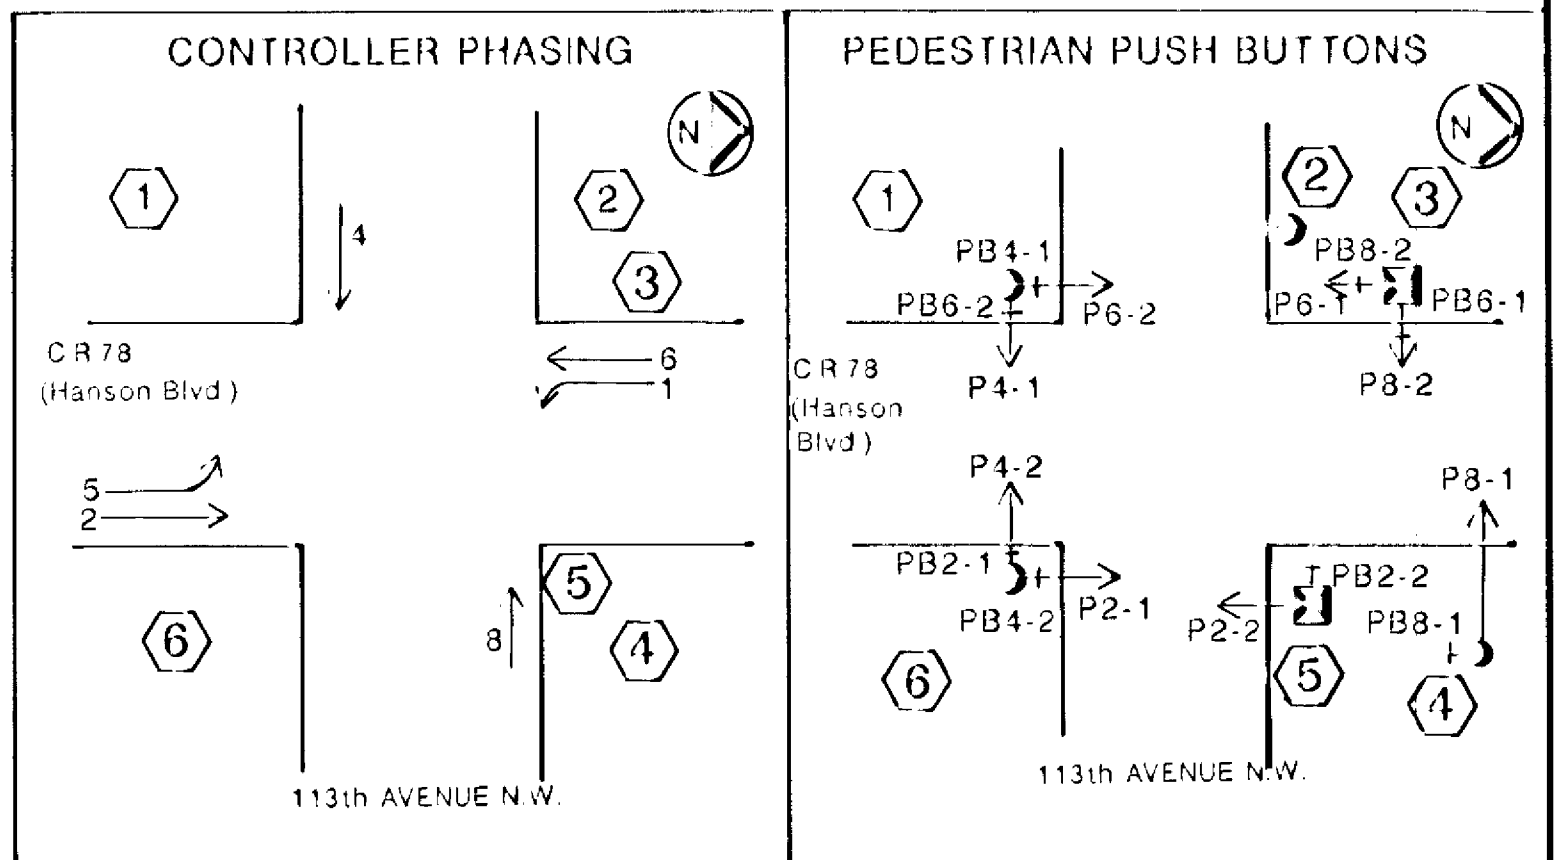 CONTROLLER PHASING
N
1
2
4
3
CR 78
(Hanson Blvd)
6
1
5
2
5
8
6
4
113th AVENUE N.W.
PEDESTRIAN PUSH BUTTONS
N
2
1
3
PB4-1
PB8-2
PB6-2
P6-2
P6-1
PB6-1
CR 78
(Hanson
Blvd)
P4-1
P8-2
P4-2
P8-1
PB2-1
PB2-2
P2-1
PB4-2
P2-2
PB8-1
6
5
4
113th AVENUE N.W.